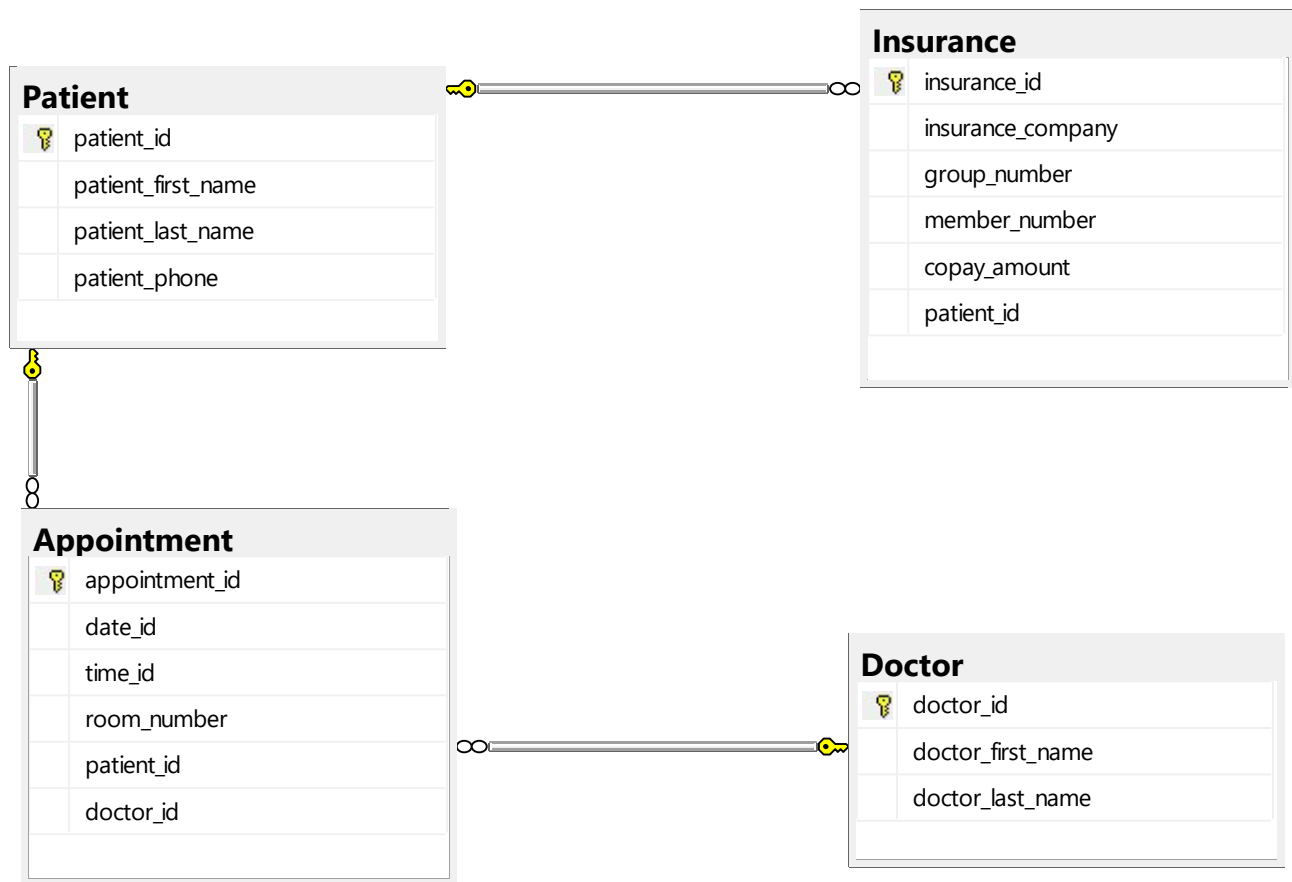 Patient
patient_id
patient_first_name
patient_last_name
patient_phone
Insurance
insurance_id
insurance_company
group_number
member_number
copay_amount
patient_id
Appointment
appointment_id
date_id
time_id
room_number
patient_id
doctor_id
Doctor
doctor_id
doctor_first_name
doctor_last_name